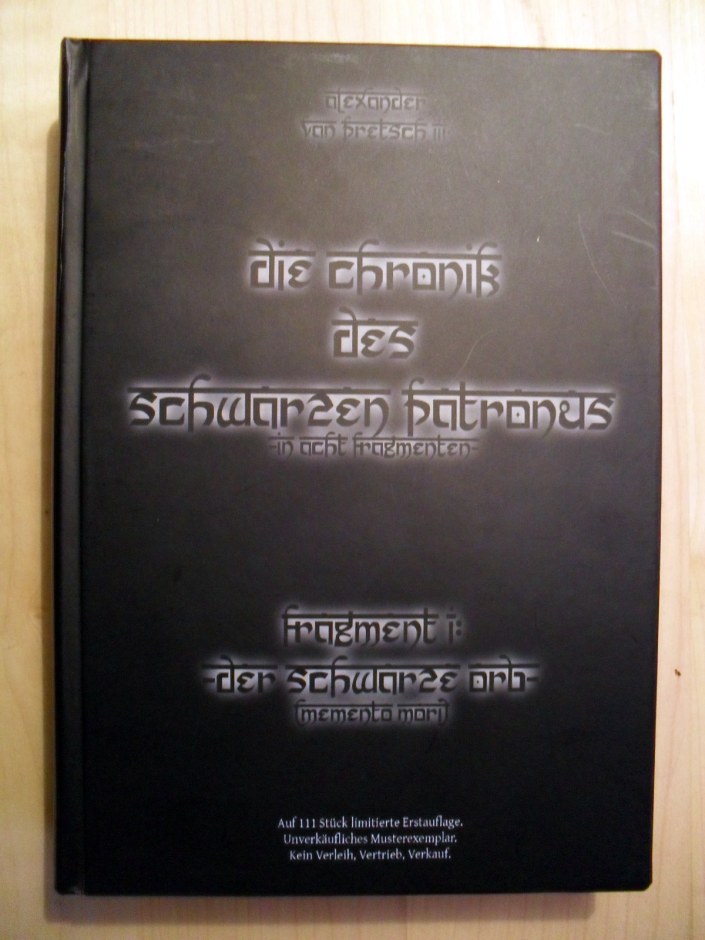 alexander
van bretsch iii
die chronik
des
schwarzen patronus
-in acht fragmenten-
fragment i:
-der schwarze orb-
(memento mori)
Auf 111 Stück limitierte Erstauflage.
Unverkäufliches Musterexemplar.
Kein Verleih, Vertrieb, Verkauf.